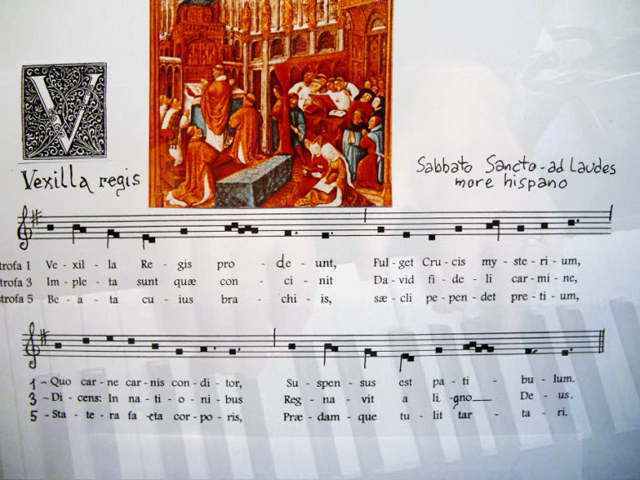 V
Vexilla regis
Sabbato Sancto - ad Laudes
more hispano
trofa 1 Ve - xil - la Re - gis pro - de - unt, Ful - get Cru - cis my - ste - ri - um,
trofa 3 Im - ple - ta sunt quæ con - ci - nit Da - vid fi - de - li car - mi - ne,
strofa 5 Be - a - ta cu - ius bra - chi - is, sæ - cli pe - pen - det pre - ti - um,
1 - Quo car - ne carnis con - di - tor, Su - spen - sus est pa - ti - bu - lum.
3 - Di - cens: In na - ti - o - ni - bus Reg - na - vit a li - gno De - us.
5 - Sta - te - ra fa - cta cor - po - ris, Præ - dam - que tu - lit tar - ta - ri.